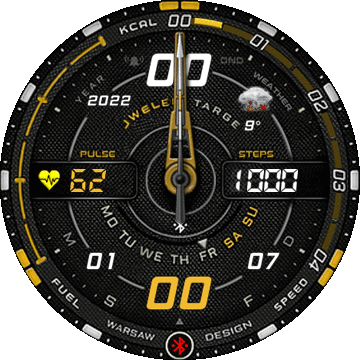 KCAL
00
01
02
03
04
00
DND
YEAR
WEATHER
2022
TARGE
9°
PULSE
STEPS
62
1000
MO TU WE TH FR SA SU
M
D
01
07
S
F
00
FUEL
SPEED
WARSAW
DESIGN